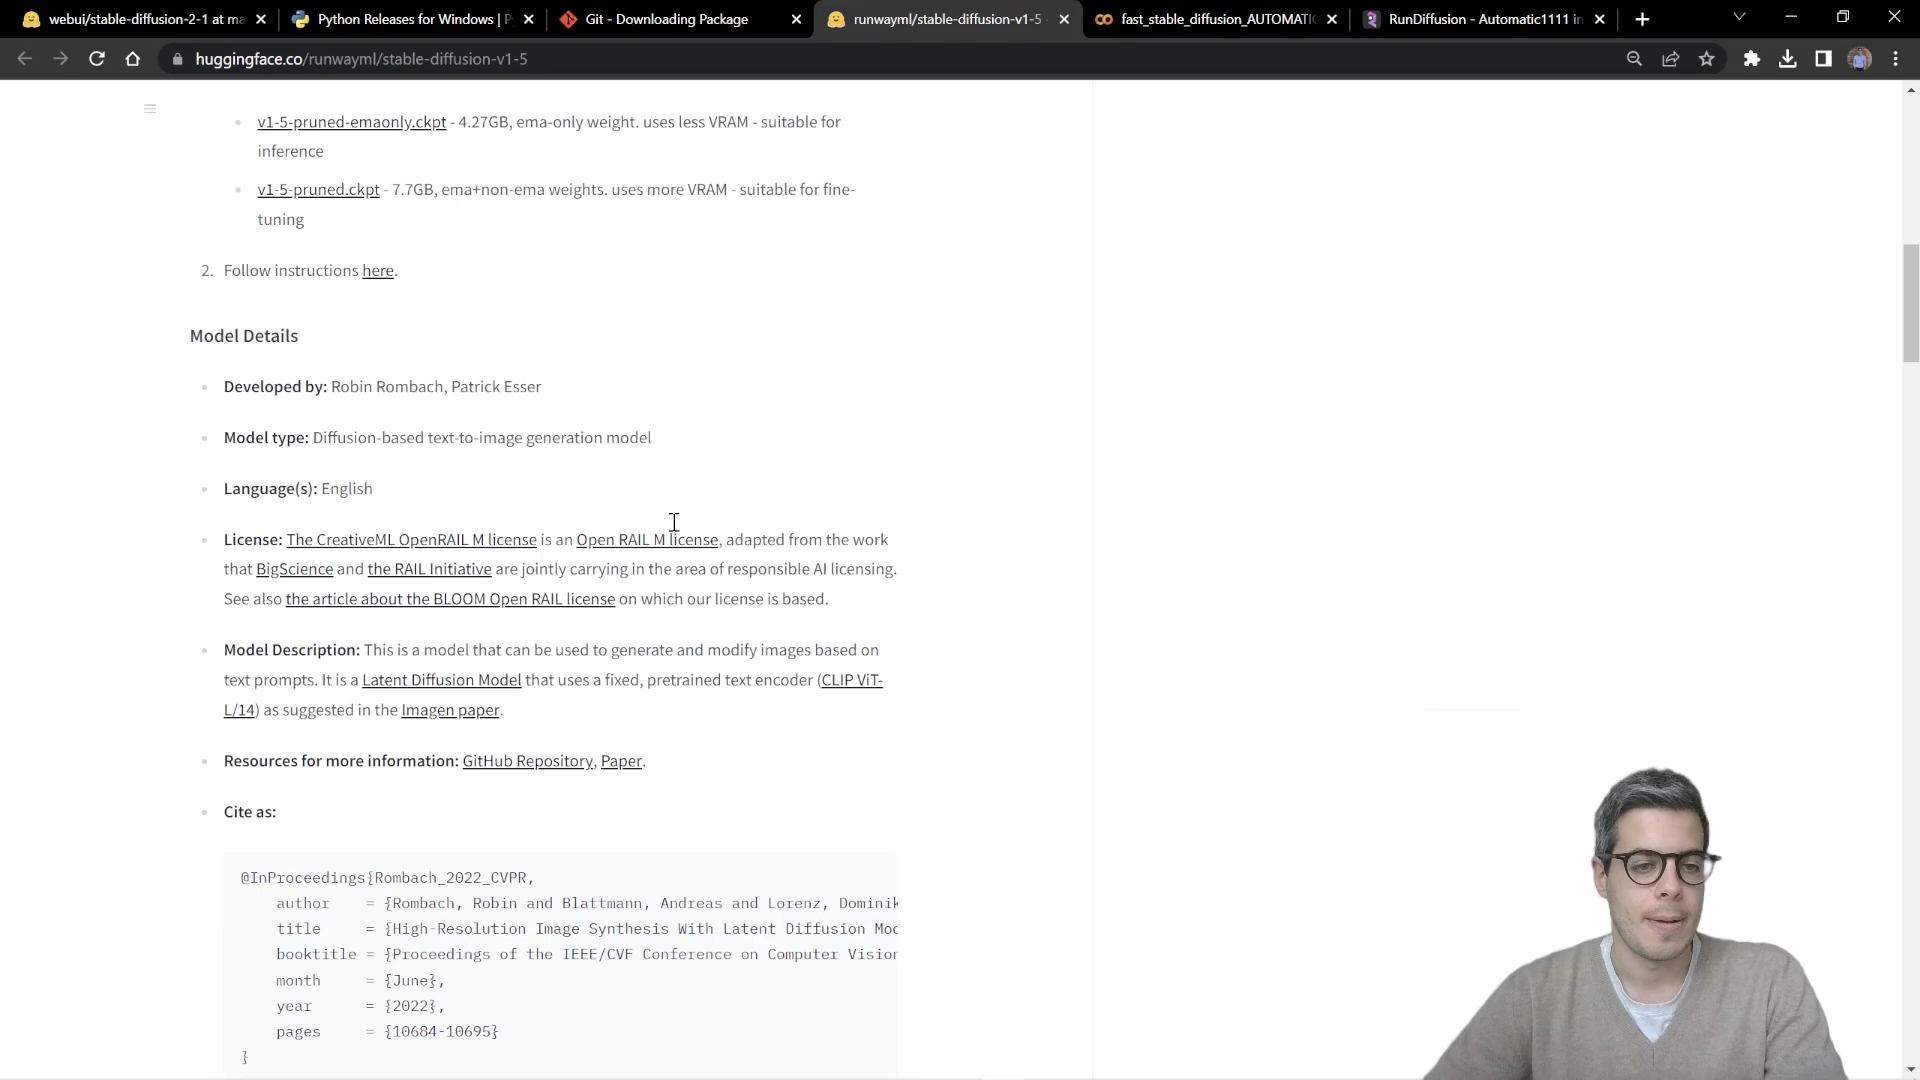 webui/stable-diffusion-2-1 at ma
Python Releases for Windows | P
Git - Downloading Package
runwayml/stable-diffusion-v1-5
fast_stable_diffusion_AUTOMATIC
RunDiffusion - Automatic1111 in
huggingface.co/runwayml/stable-diffusion-v1-5
v1-5-pruned-emaonly.ckpt - 4.27GB, ema-only weight. uses less VRAM - suitable for
inference
v1-5-pruned.ckpt - 7.7GB, ema+non-ema weights. uses more VRAM - suitable for fine-
tuning
2. Follow instructions here.
Model Details
Developed by: Robin Rombach, Patrick Esser
Model type: Diffusion-based text-to-image generation model
Language(s): English
License: The CreativeML OpenRAIL M license is an Open RAIL M license, adapted from the work
that BigScience and the RAIL Initiative are jointly carrying in the area of responsible AI licensing.
See also the article about the BLOOM Open RAIL license on which our license is based.
Model Description: This is a model that can be used to generate and modify images based on
text prompts. It is a Latent Diffusion Model that uses a fixed, pretrained text encoder (CLIP ViT-
L/14) as suggested in the Imagen paper.
Resources for more information: GitHub Repository, Paper.
Cite as:
@InProceedings{Rombach_2022_CVPR,
author = {Rombach, Robin and Blattmann, Andreas and Lorenz, Dominik
title = {High-Resolution Image Synthesis With Latent Diffusion Mod
booktitle = {Proceedings of the IEEE/CVF Conference on Computer Vision
month = {June},
year = {2022},
pages = {10684-10695}
}